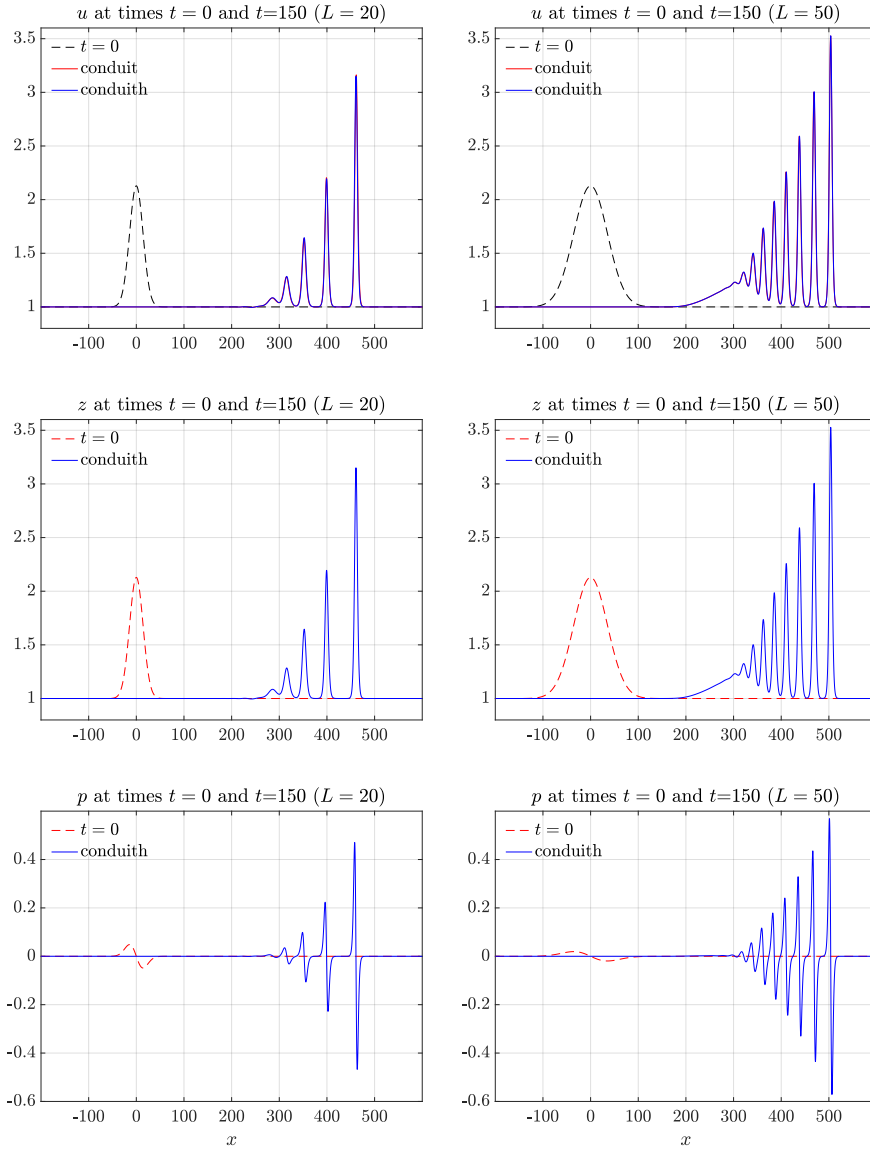 u at times t = 0 and t=150 (L = 20)
t = 0
conduit
conduith
3.5
3
2.5
2
1.5
1
-100 0 100 200 300 400 500
u at times t = 0 and t=150 (L = 50)
t = 0
conduit
conduith
3.5
3
2.5
2
1.5
1
-100 0 100 200 300 400 500
z at times t = 0 and t=150 (L = 20)
t = 0
conduith
3.5
3
2.5
2
1.5
1
-100 0 100 200 300 400 500
z at times t = 0 and t=150 (L = 50)
t = 0
conduith
3.5
3
2.5
2
1.5
1
-100 0 100 200 300 400 500
p at times t = 0 and t=150 (L = 20)
t = 0
conduith
0.4
0.2
0
-0.2
-0.4
-0.6
-100 0 100 200 300 400 500
x
p at times t = 0 and t=150 (L = 50)
t = 0
conduith
0.4
0.2
0
-0.2
-0.4
-0.6
-100 0 100 200 300 400 500
x